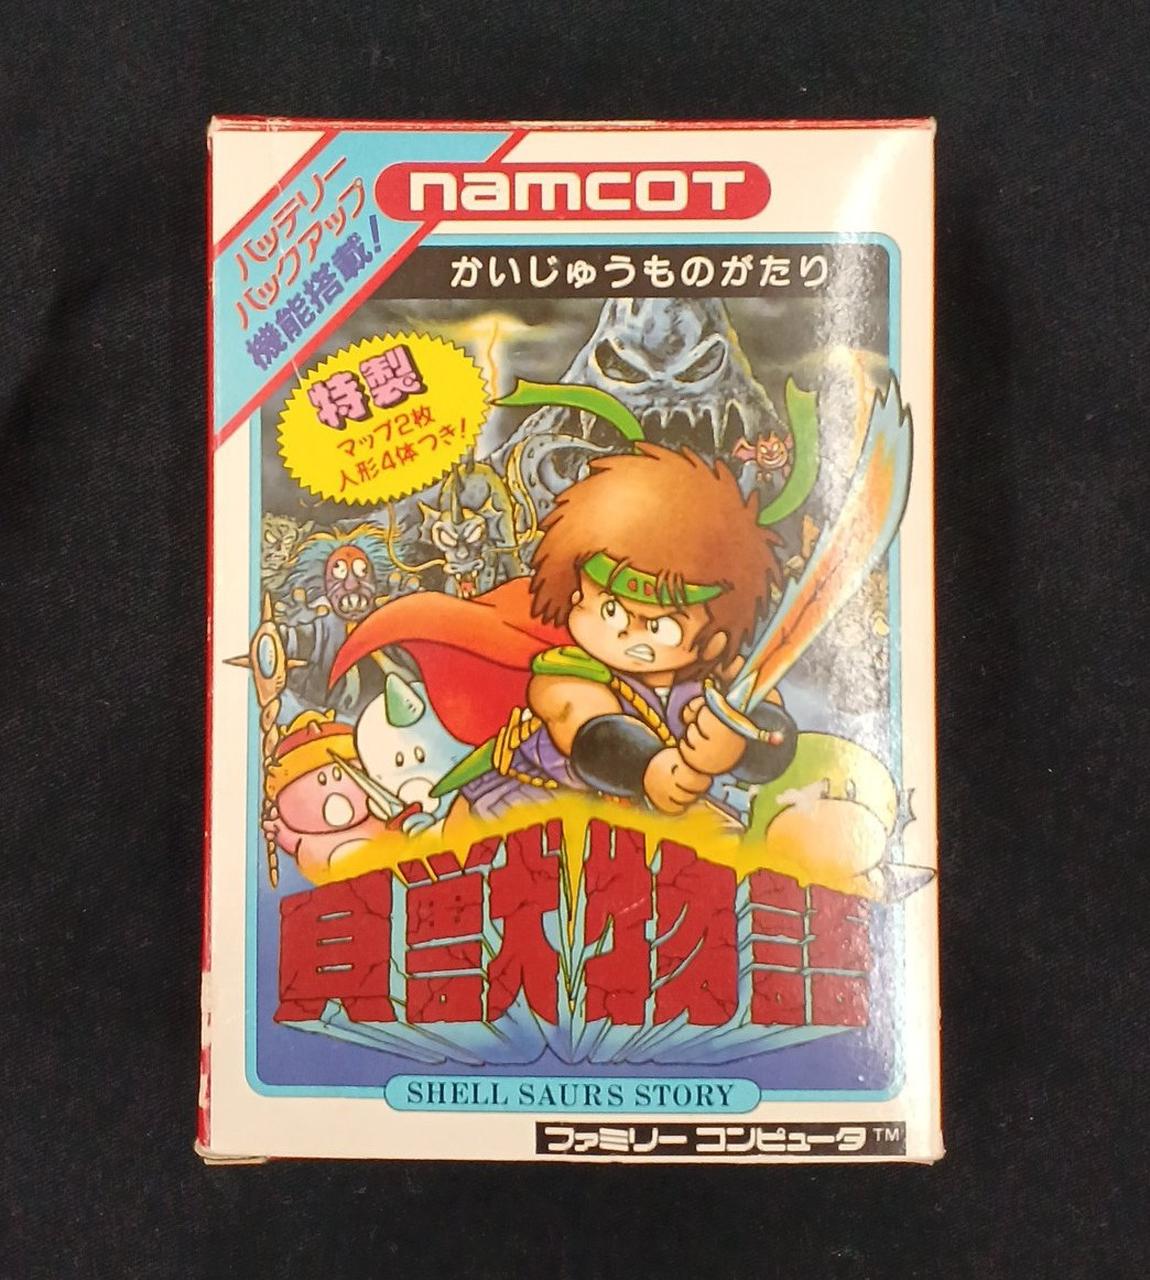 バッテリー
バックアップ
機能搭載!
namcot
かいじゅうものがたり
特製
マップ2枚
人形4体つき!
貝獣物語
SHELL SAURS STORY
ファミリー コンピュータ TM